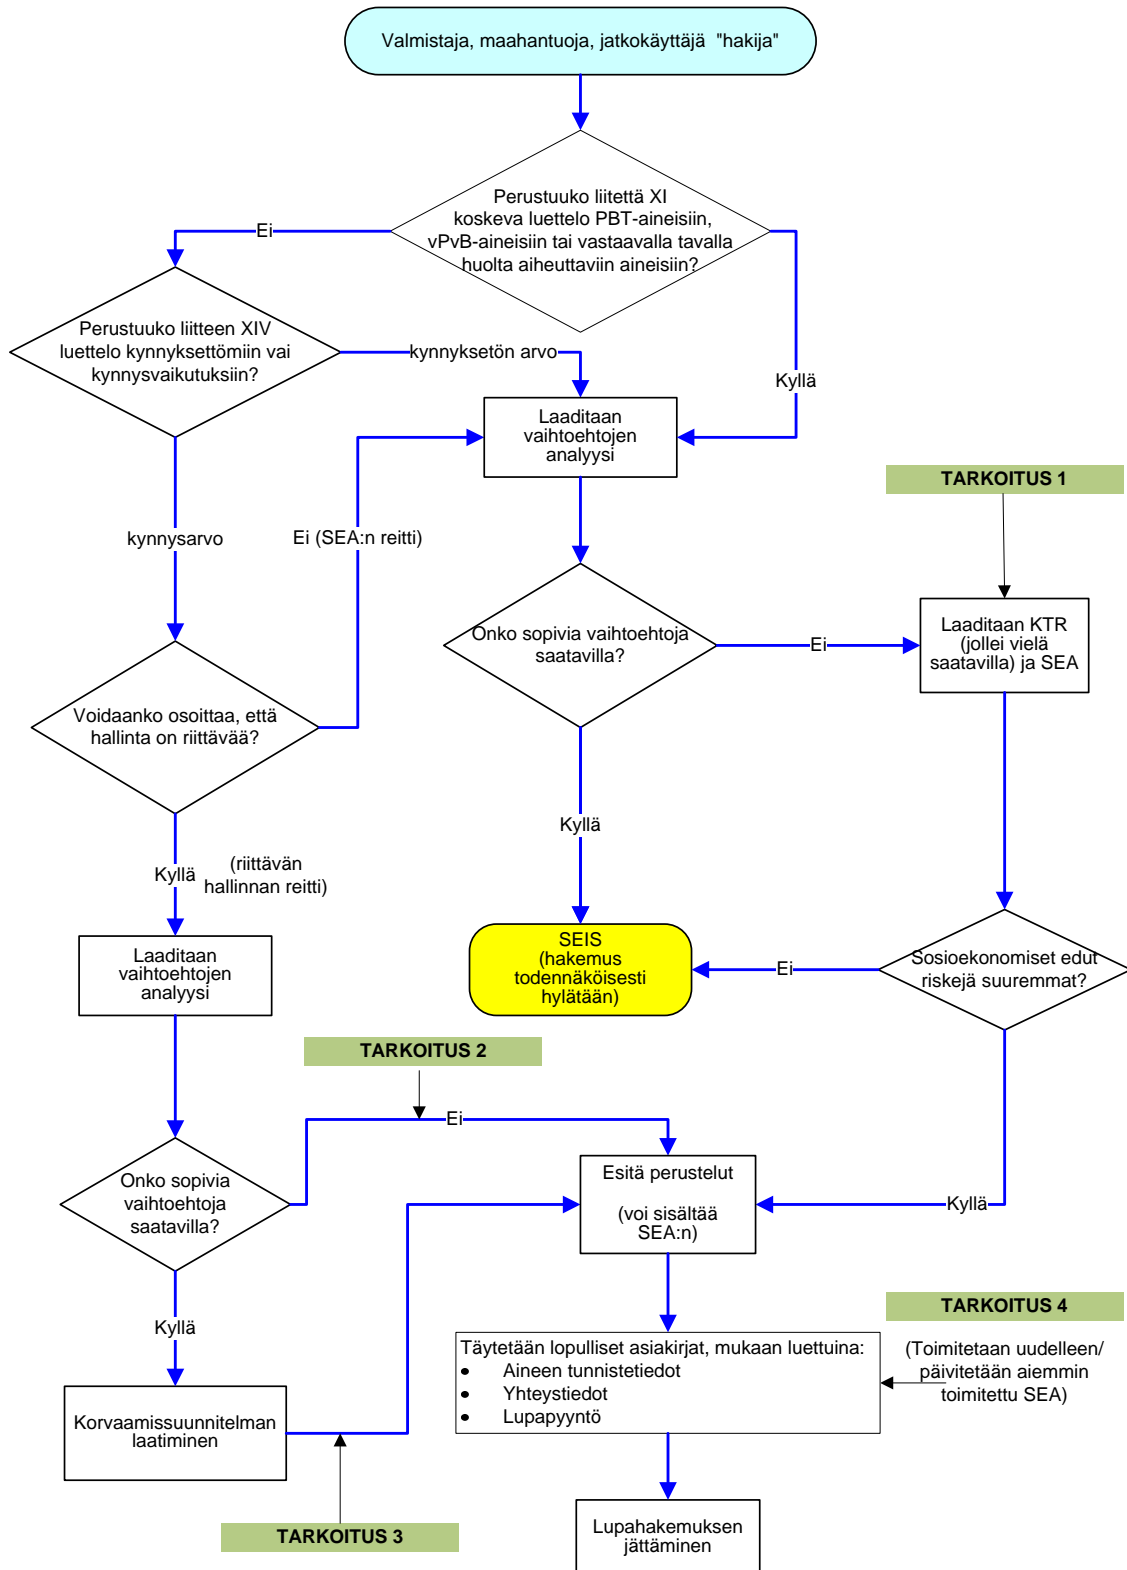 Valmistaja, maahantuoja, jatkokäyttäjä "hakija"
Perustuuko liitettä XI
koskeva luettelo PBT-aineisiin,
vPvB-aineisiin tai vastaavalla tavalla
huolta aiheuttaviin aineisiin?
Ei
Kyllä
Perustuuko liitteen XIV
luettelo kynnyksettömiin vai
kynnysvaikutuksiin?
kynnyksetön arvo
kynnysarvo
Laaditaan
vaihtoehtojen
analyysi
Ei (SEA:n reitti)
TARKOITUS 1
Onko sopivia vaihtoehtoja
saatavilla?
Ei
Laaditaan KTR
(jollei vielä
saatavilla) ja SEA
Voidaanko osoittaa, että
hallinta on riittävää?
Kyllä
Kyllä
(riittävän
hallinnan reitti)
SEIS
(hakemus
todennäköisesti
hylätään)
Ei
Sosioekonomiset edut
riskejä suuremmat?
Laaditaan
vaihtoehtojen
analyysi
TARKOITUS 2
Ei
Onko sopivia
vaihtoehtoja
saatavilla?
Esitä perustelut
(voi sisältää
SEA:n)
Kyllä
Kyllä
TARKOITUS 4
(Toimitetaan uudelleen/
päivitetään aiemmin
toimitettu SEA)
Täytetään lopulliset asiakirjat, mukaan luettuina:
• Aineen tunnistetiedot
• Yhteystiedot
• Lupapyyntö
Korvaamissuunnitelman
laatiminen
TARKOITUS 3
Lupahakemuksen
jättäminen